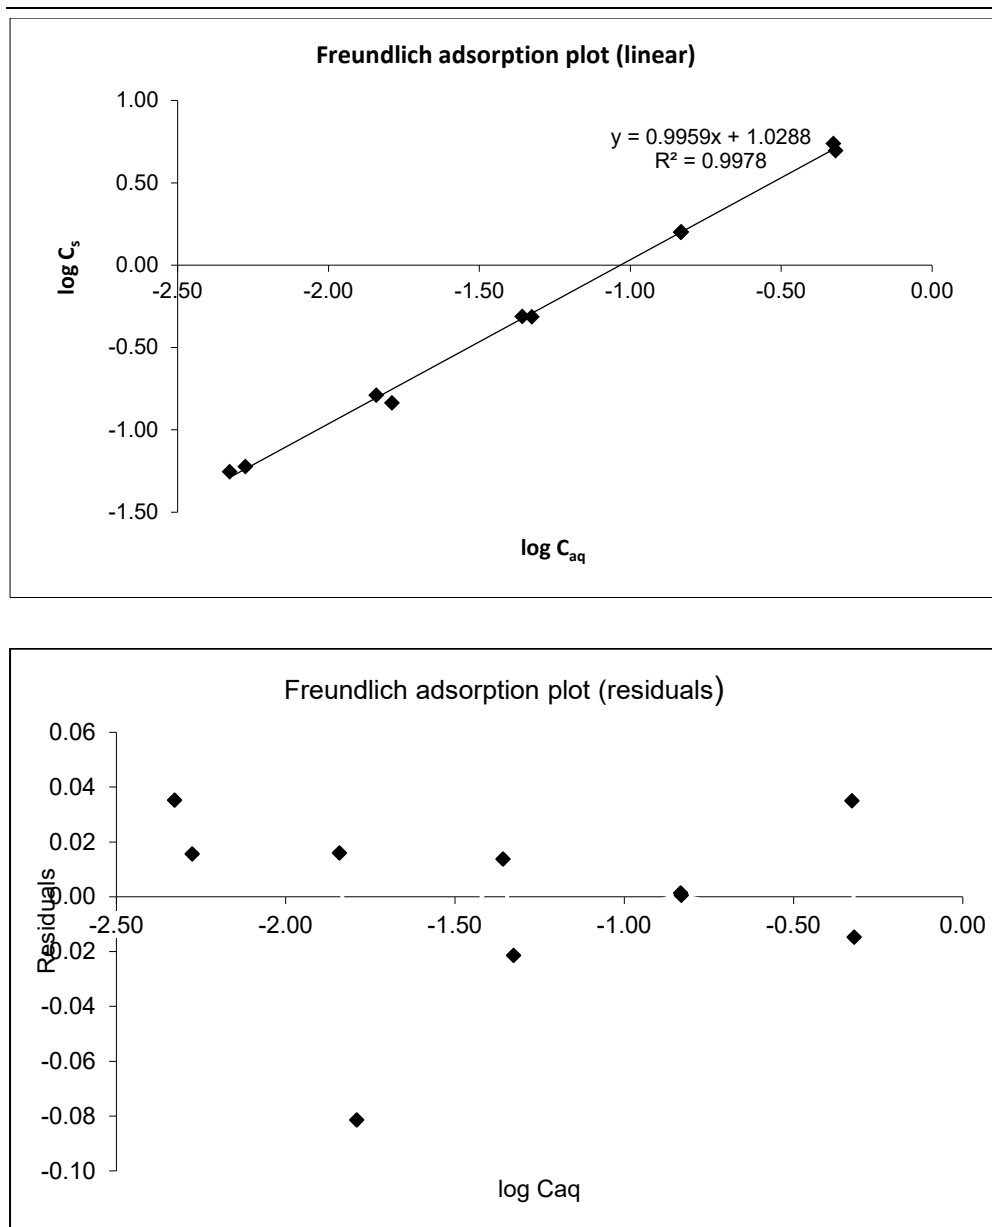 Freundlich adsorption plot (linear)
1.00
y = 0.9959x + 1.0288
R² = 0.9978
0.50
log Cₛ
0.00
-2.50 -2.00 -1.50 -1.00 -0.50 0.00
-0.50
-1.00
-1.50
log Cₐq
Freundlich adsorption plot (residuals)
0.06
0.04
0.02
0.00
Residuals
-2.50 -2.00 -1.50 -1.00 -0.50 0.00
-0.02
-0.04
-0.06
-0.08
-0.10
log Caq